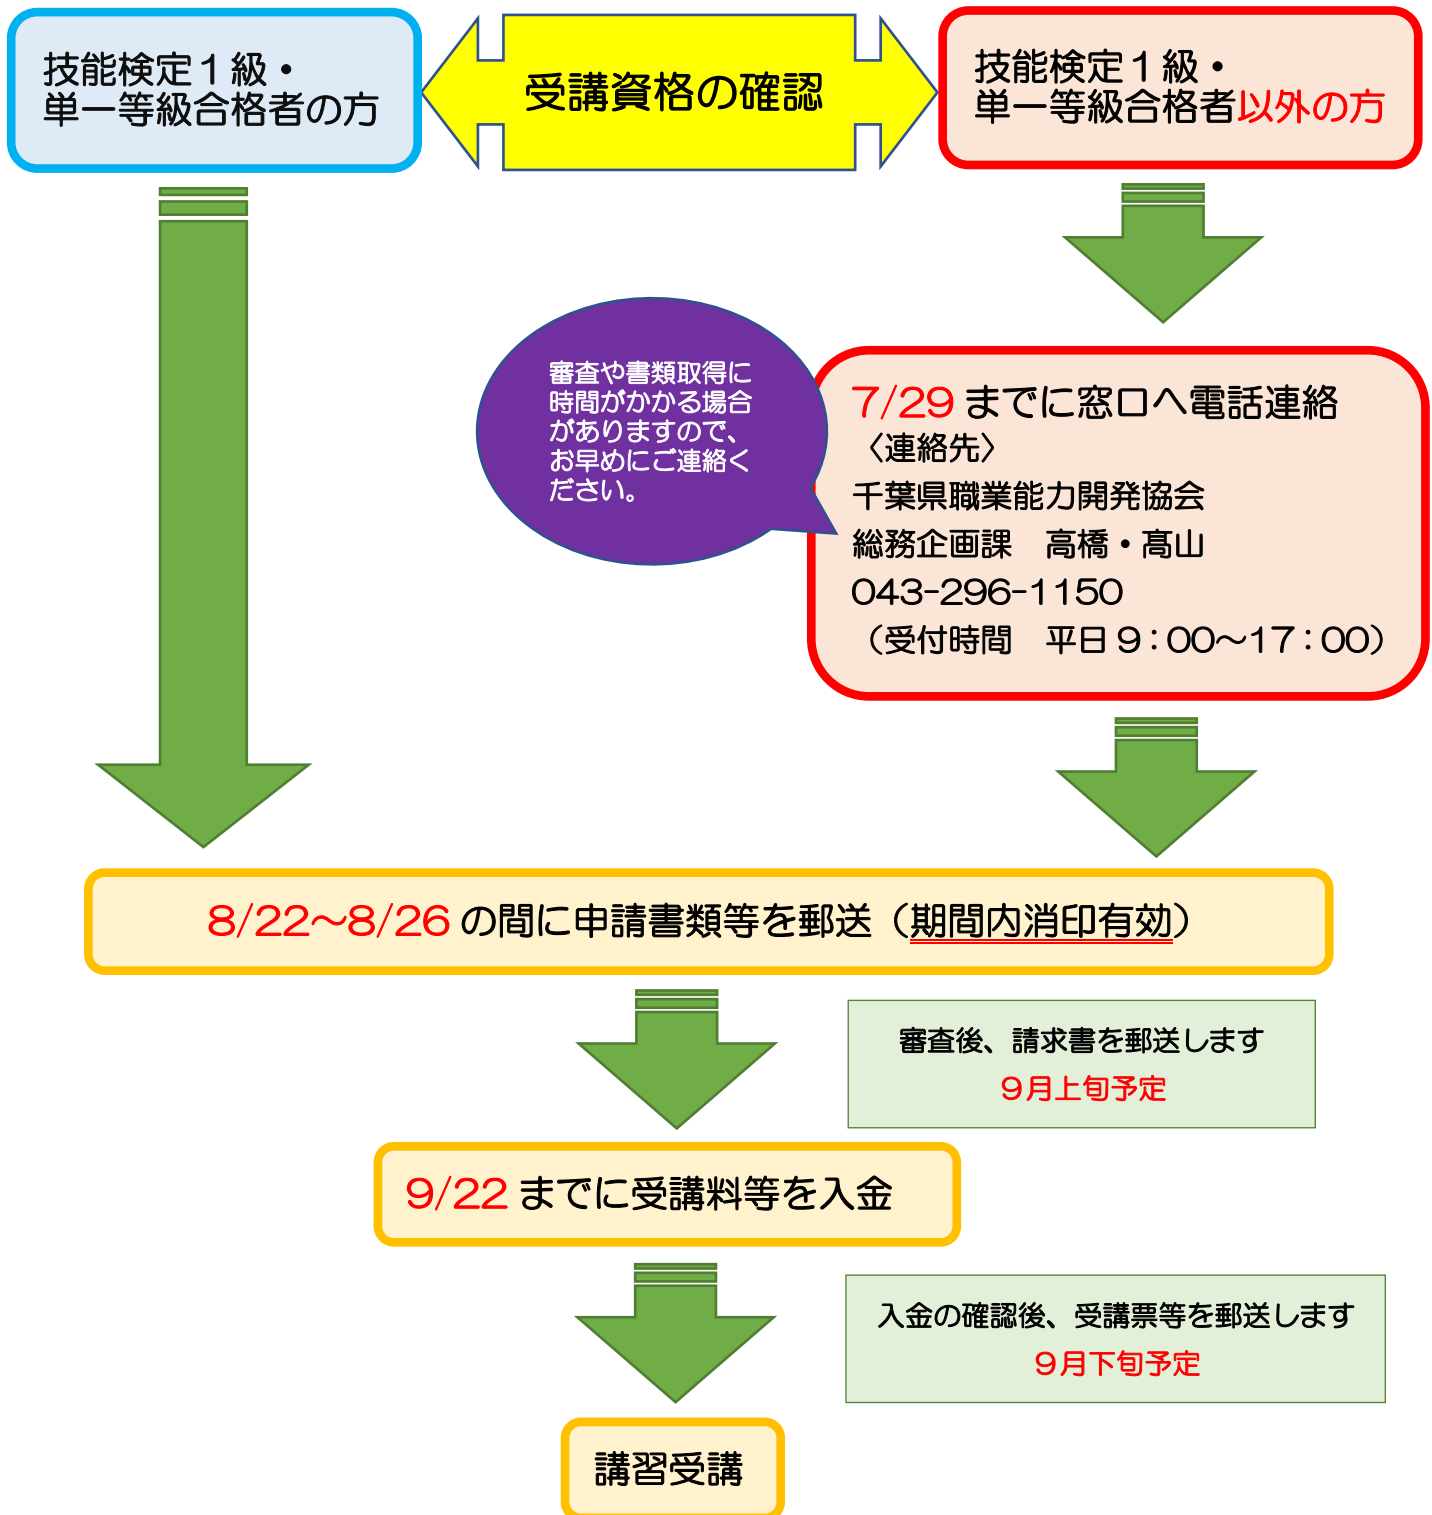 技能検定１級・
単一等級合格者の方
受講資格の確認
技能検定１級・
単一等級合格者以外の方
審査や書類取得に
時間がかかる場合
がありますので、
お早めにご連絡く
ださい。
7/29 までに窓口へ電話連絡
〈連絡先〉
千葉県職業能力開発協会
総務企画課　高橋・髙山
043-296-1150
（受付時間　平日 9：00～17：00）
8/22～8/26 の間に申請書類等を郵送（期間内消印有効）
審査後、請求書を郵送します
９月上旬予定
9/22 までに受講料等を入金
入金の確認後、受講票等を郵送します
９月下旬予定
講習受講